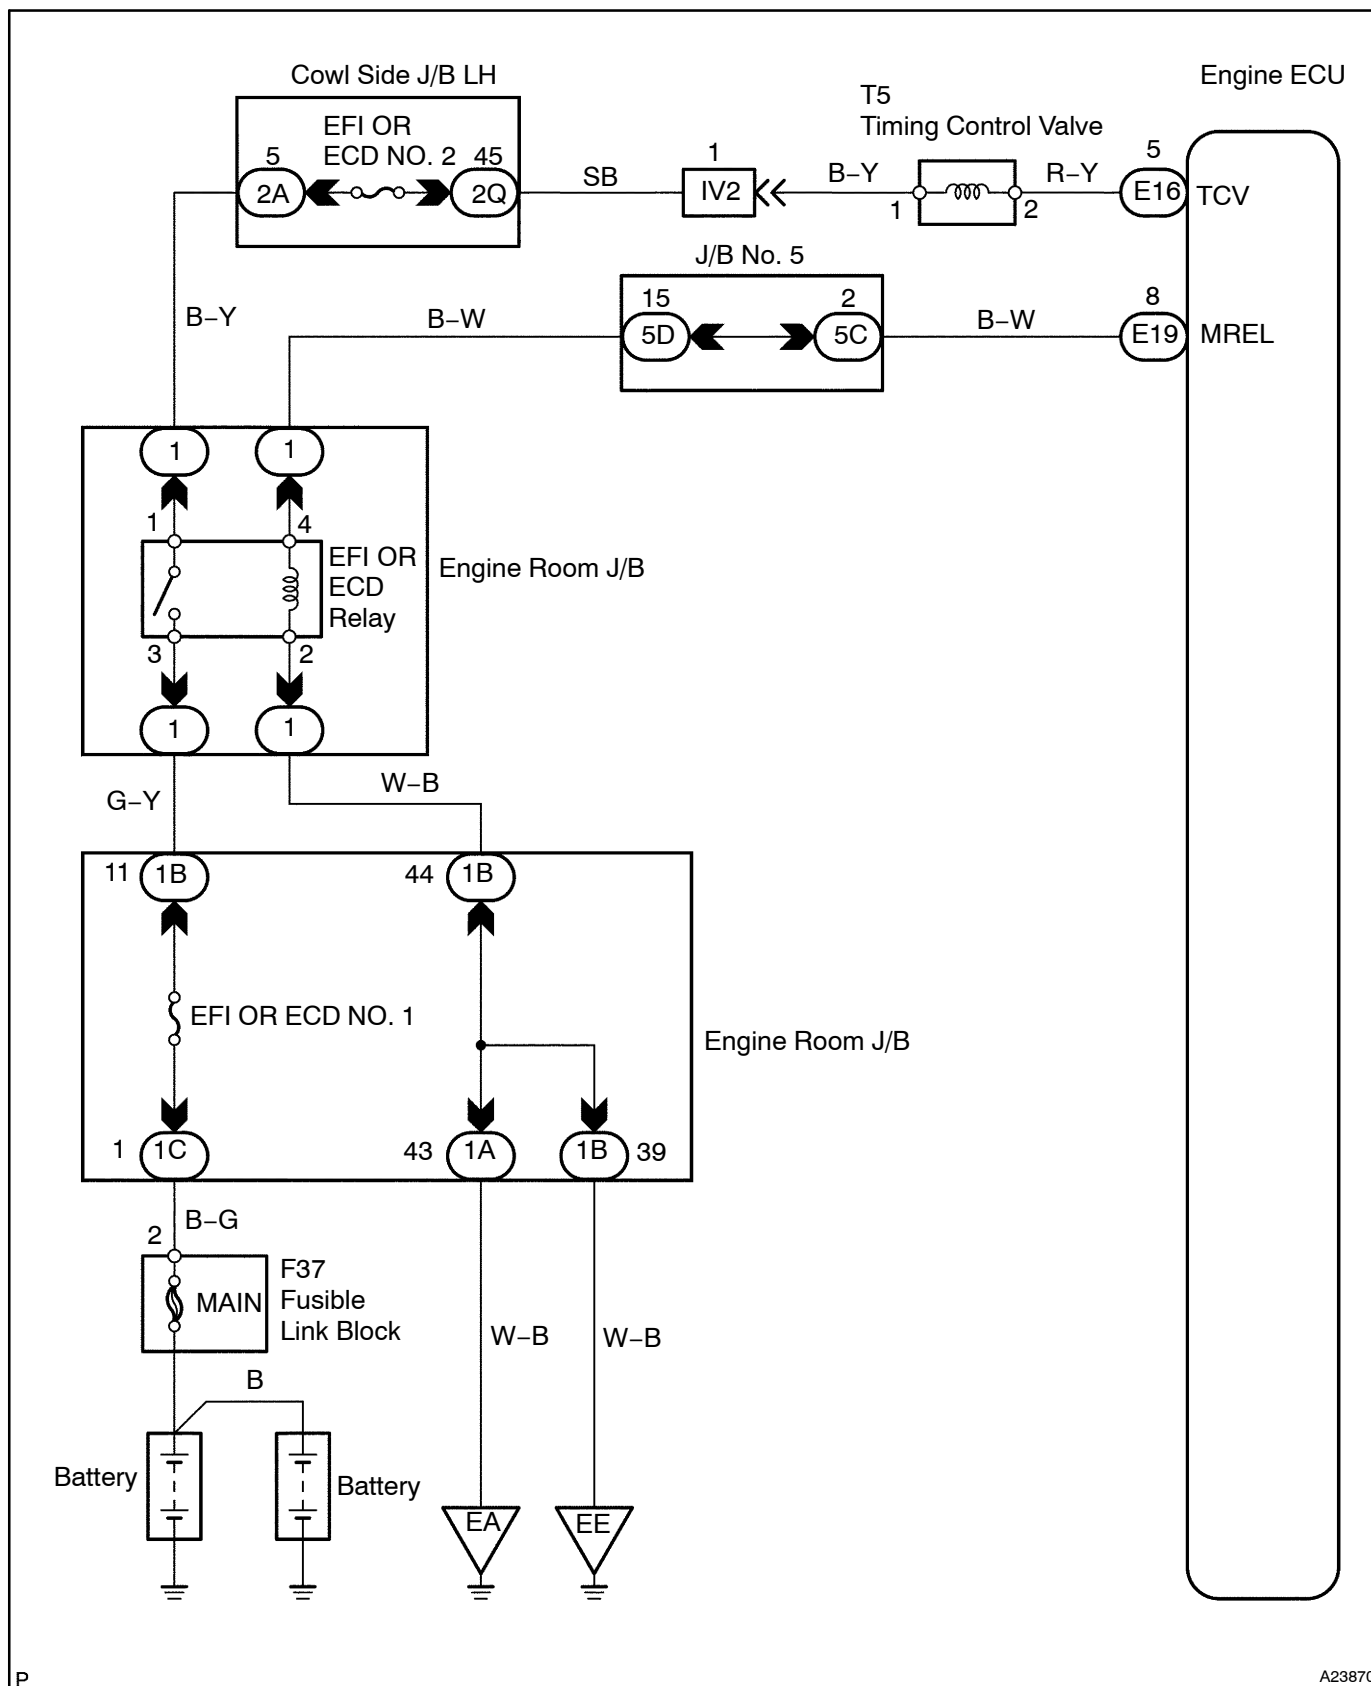 Cowl Side J/B LH
Engine ECU
T5
Timing Control Valve
EFI OR
ECD NO. 2
5
45
2A
2Q
SB
1
IV2
B–Y
1
2
R–Y
5
E16
TCV
J/B No. 5
15
2
5D
5C
B–Y
B–W
B–W
8
E19
MREL
1
1
1
4
EFI OR
ECD
Relay
Engine Room J/B
3
2
1
1
G–Y
W–B
11
1B
44
1B
EFI OR ECD NO. 1
Engine Room J/B
1
1C
43
1A
1B
39
B–G
2
MAIN
F37
Fusible
Link Block
W–B
W–B
B
Battery
Battery
EA
EE
P
A23870